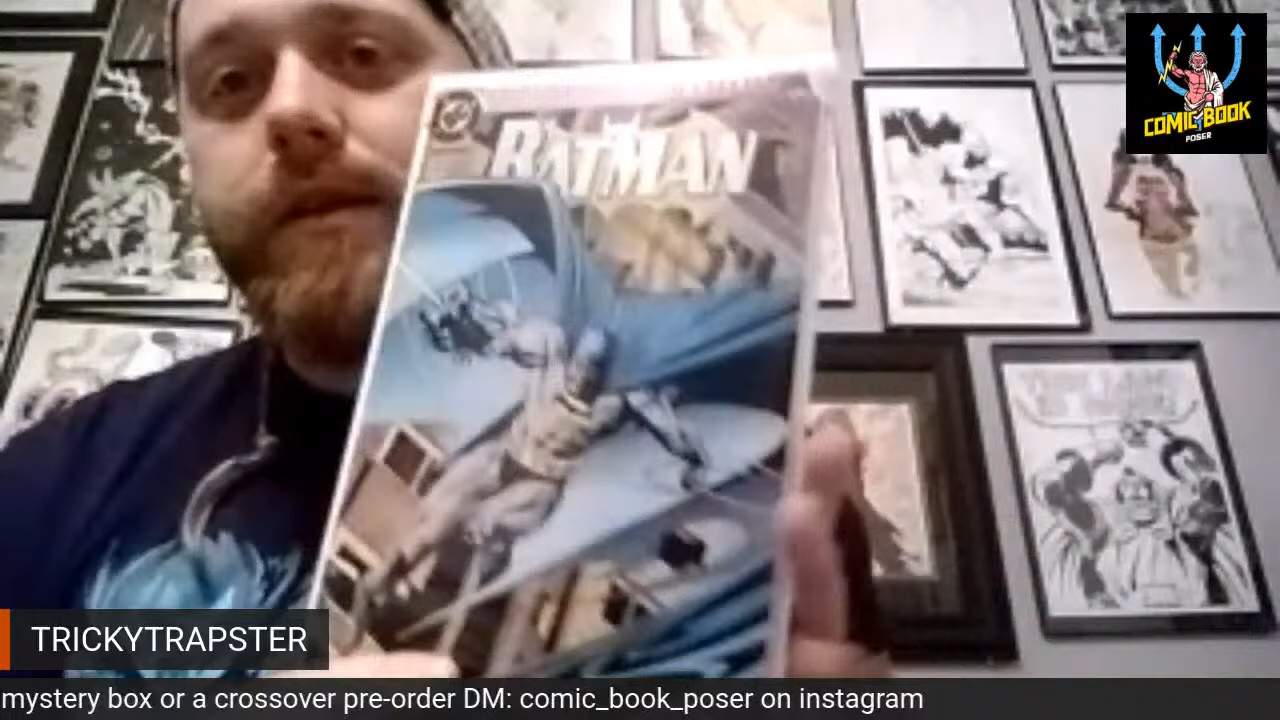 DC
BATMAN
COMIC BOOK
POSER
TRICKYTRAPSTER
mystery box or a crossover pre-order DM: comic_book_poser on instagram